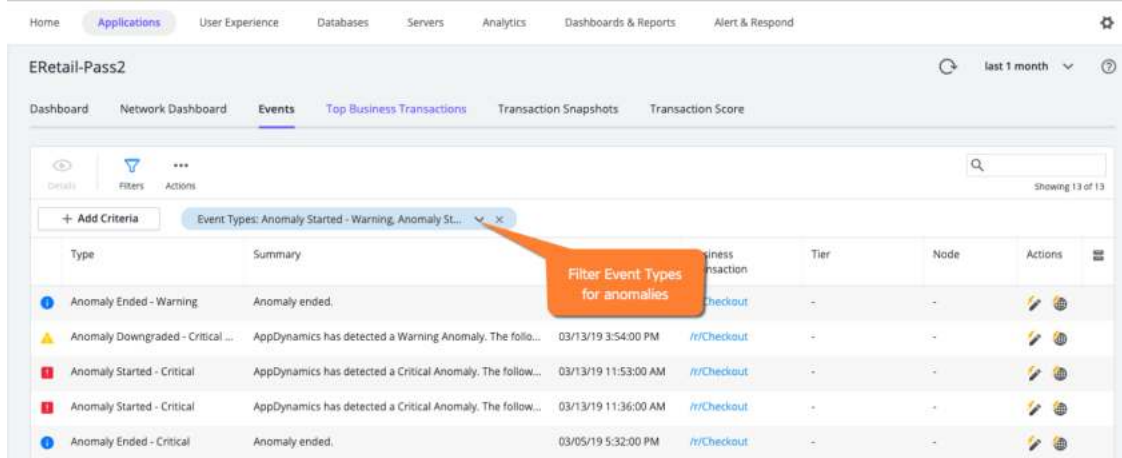 Home Applications User Experience Databases Servers Analytics Dashboards & Reports Alert & Respond
ERetail-Pass2 last 1 month
Dashboard Network Dashboard Events Top Business Transactions Transaction Snapshots Transaction Score
Details Filters Actions
Showing 13 of 13
+ Add Criteria Event Types: Anomaly Started - Warning, Anomaly St...
Type Summary siness nsaction Tier Node Actions
Filter Event Types
for anomalies
Anomaly Ended - Warning Anomaly ended. /r/Checkout - -
Anomaly Downgraded - Critical ... AppDynamics has detected a Warning Anomaly. The follo... 03/13/19 3:54:00 PM /r/Checkout - -
Anomaly Started - Critical AppDynamics has detected a Critical Anomaly. The follow... 03/13/19 11:53:00 AM /r/Checkout - -
Anomaly Started - Critical AppDynamics has detected a Critical Anomaly. The follow... 03/13/19 11:36:00 AM /r/Checkout - -
Anomaly Ended - Critical Anomaly ended. 03/05/19 5:32:00 PM /r/Checkout - -